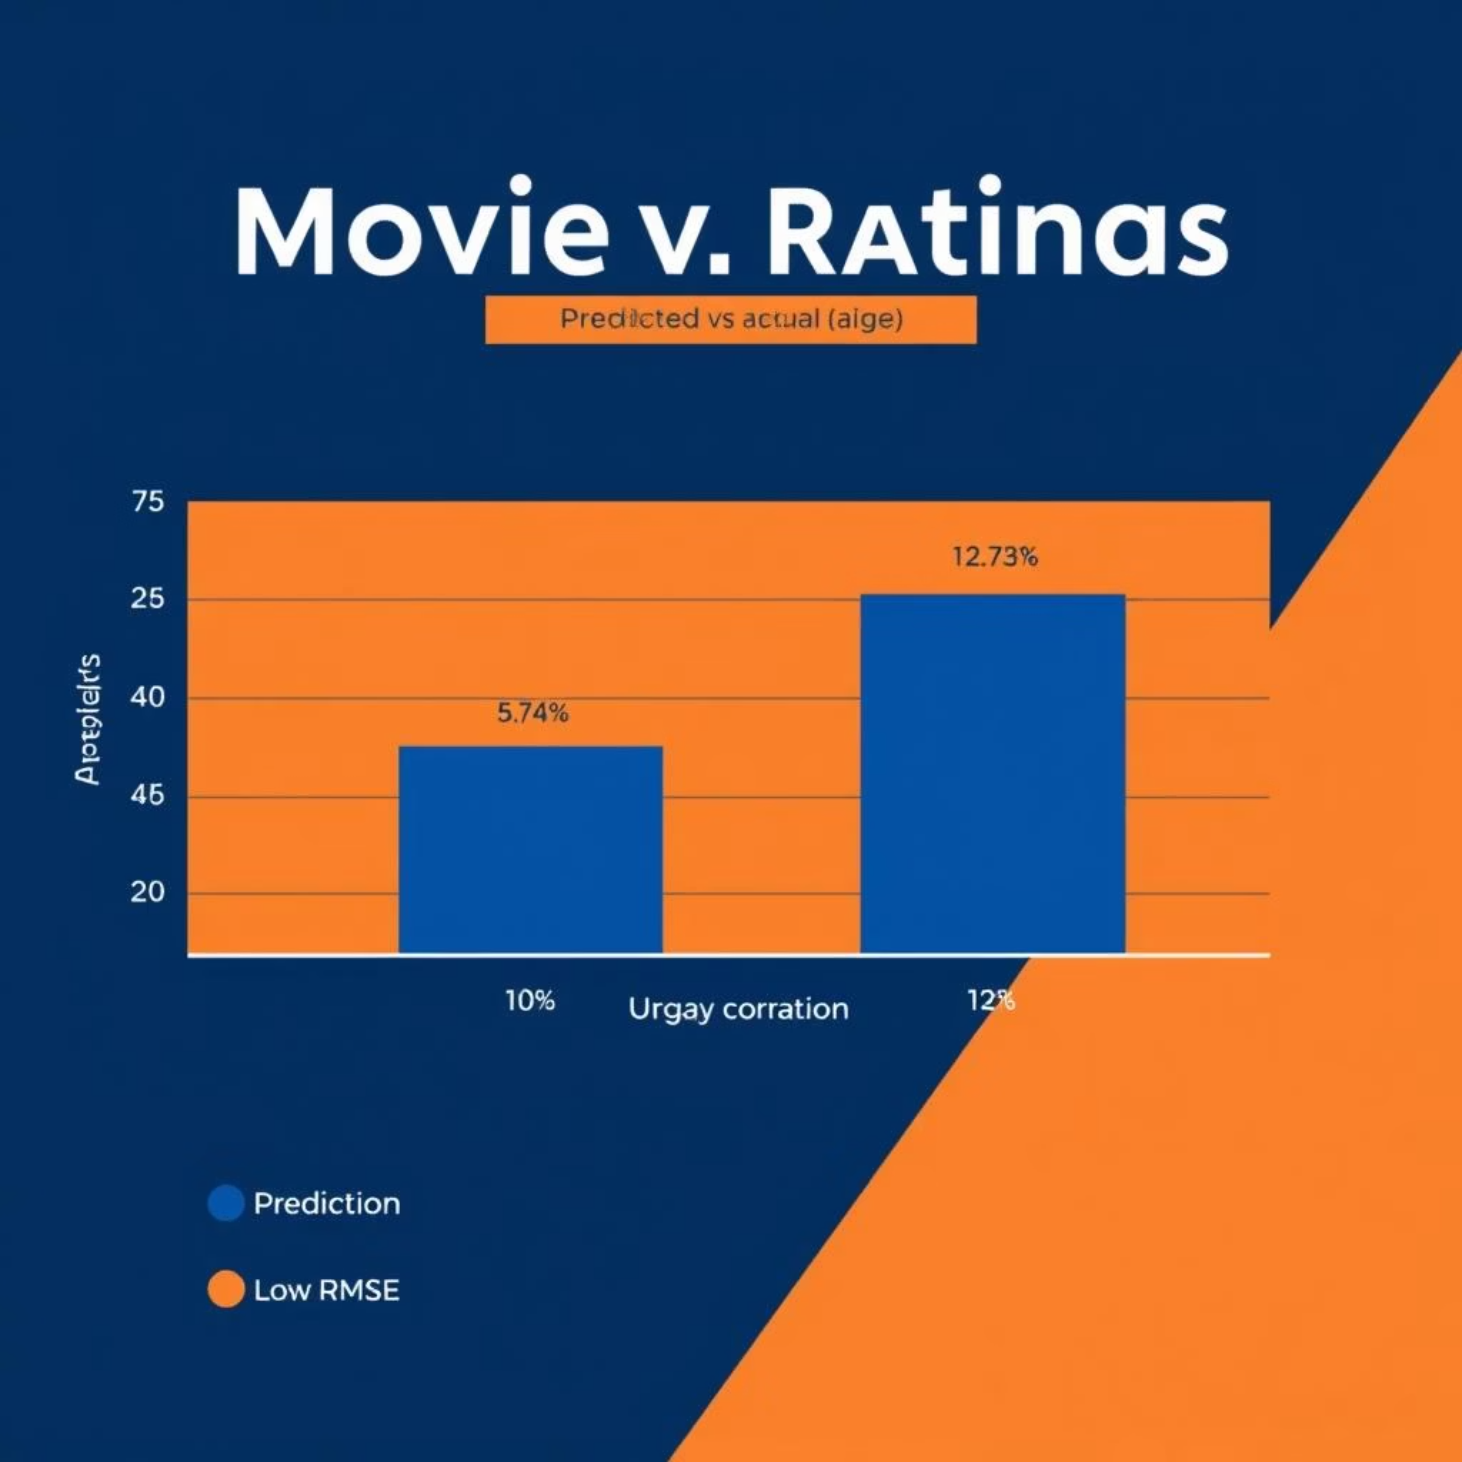 Movie v. RAtinas
Predicted vs actual (aige)
75
12.73%
25
40
5.74%
45
20
10%
Urgay corration
12%
Prediction
Low RMSE